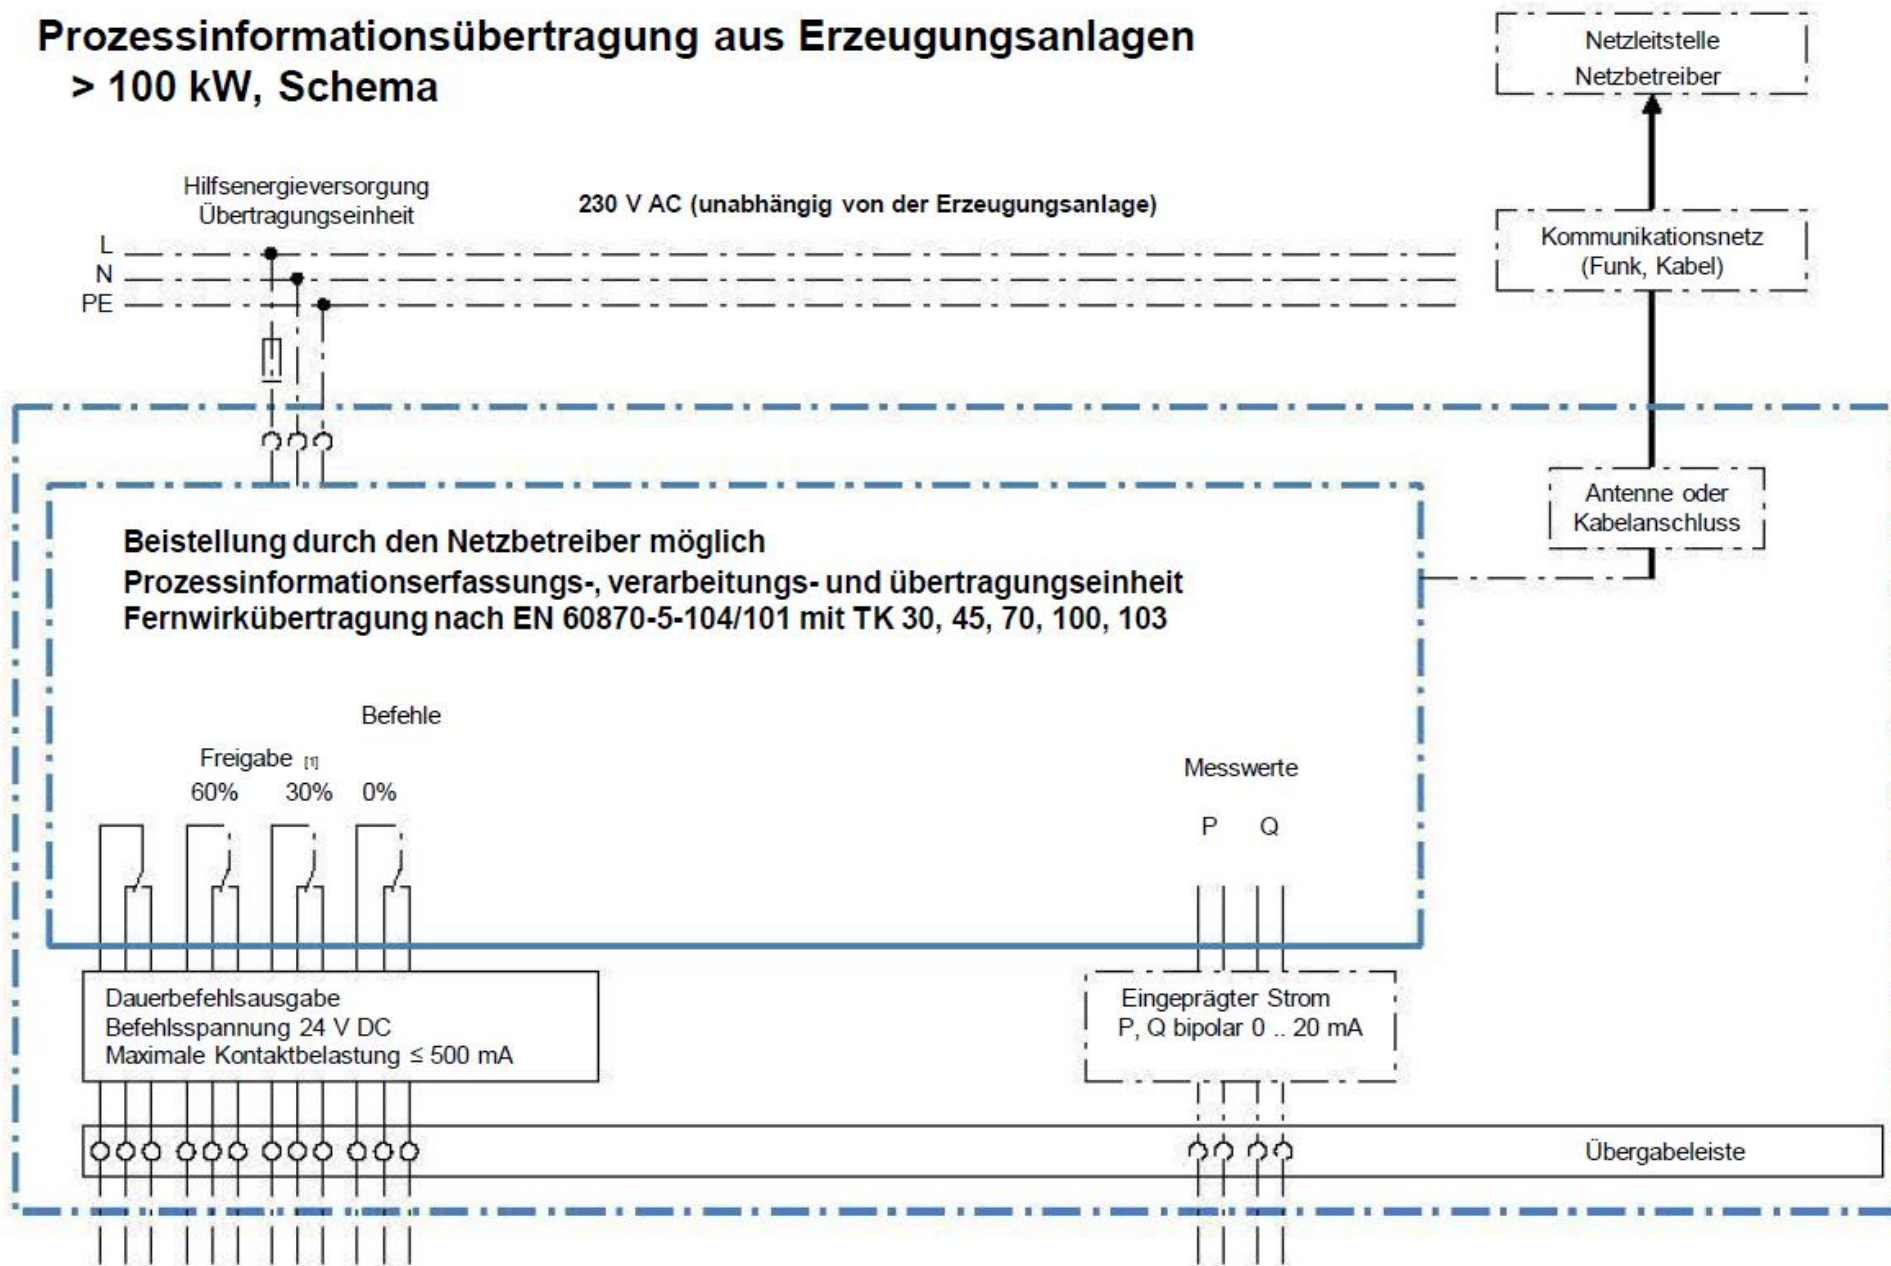 Prozessinformationsübertragung aus Erzeugungsanlagen
> 100 kW, Schema
Netzleitstelle
Netzbetreiber
Hilfsenergieversorgung
Übertragungseinheit
230 V AC (unabhängig von der Erzeugungsanlage)
L
N
PE
Kommunikationsnetz
(Funk, Kabel)
Antenne oder
Kabelanschluss
Beistellung durch den Netzbetreiber möglich
Prozessinformationserfassungs-, verarbeitungs- und übertragungseinheit
Fernwirkübertragung nach EN 60870-5-104/101 mit TK 30, 45, 70, 100, 103
Befehle
Freigabe [1]
60% 30% 0%
Messwerte
P Q
Dauerbefehlsausgabe
Befehlsspannung 24 V DC
Maximale Kontaktbelastung ≤ 500 mA
Eingeprägter Strom
P, Q bipolar 0 .. 20 mA
Übergabeleiste